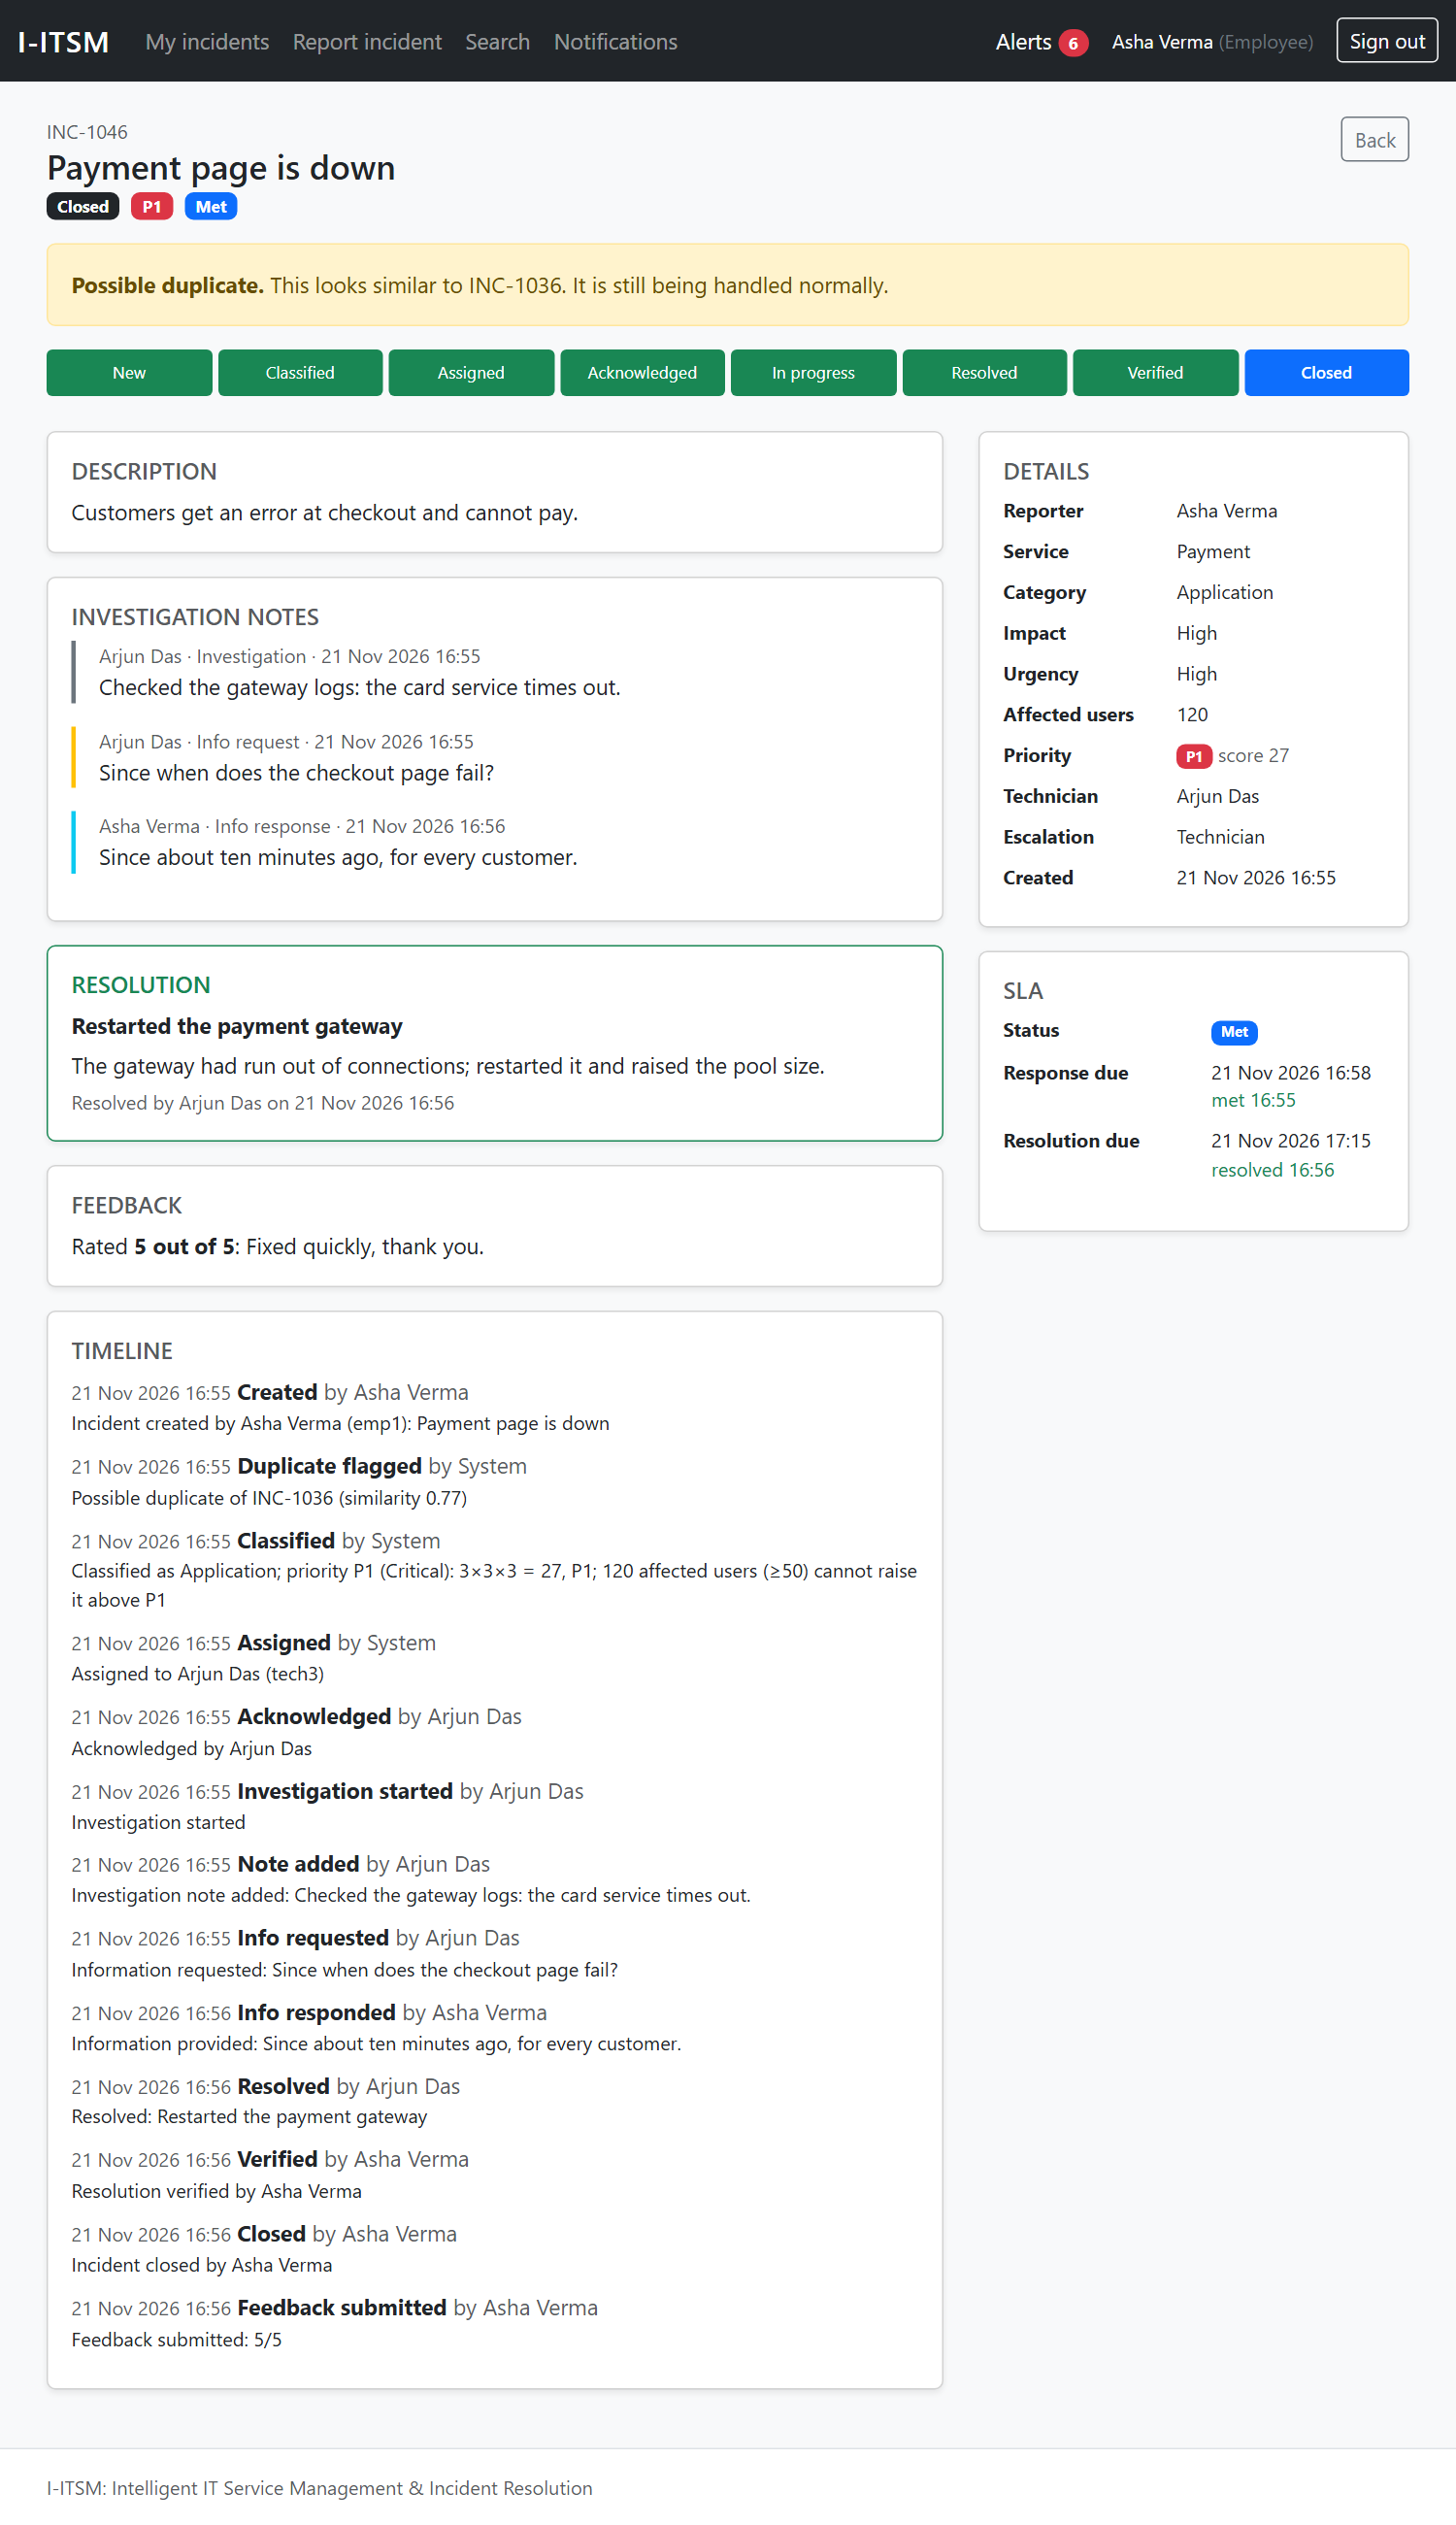 I-ITSM My incidents Report incident Search Notifications Alerts 6 Asha Verma (Employee) Sign out
INC-1046
Back
Payment page is down
Closed P1 Met
Possible duplicate. This looks similar to INC-1036. It is still being handled normally.
New Classified Assigned Acknowledged In progress Resolved Verified Closed
DESCRIPTION
Customers get an error at checkout and cannot pay.
INVESTIGATION NOTES
Arjun Das · Investigation · 21 Nov 2026 16:55
Checked the gateway logs: the card service times out.
Arjun Das · Info request · 21 Nov 2026 16:55
Since when does the checkout page fail?
Asha Verma · Info response · 21 Nov 2026 16:56
Since about ten minutes ago, for every customer.
RESOLUTION
Restarted the payment gateway
The gateway had run out of connections; restarted it and raised the pool size.
Resolved by Arjun Das on 21 Nov 2026 16:56
FEEDBACK
Rated 5 out of 5: Fixed quickly, thank you.
TIMELINE
21 Nov 2026 16:55 Created by Asha Verma
Incident created by Asha Verma (emp1): Payment page is down
21 Nov 2026 16:55 Duplicate flagged by System
Possible duplicate of INC-1036 (similarity 0.77)
21 Nov 2026 16:55 Classified by System
Classified as Application; priority P1 (Critical): 3×3×3 = 27, P1; 120 affected users (≥50) cannot raise
it above P1
21 Nov 2026 16:55 Assigned by System
Assigned to Arjun Das (tech3)
21 Nov 2026 16:55 Acknowledged by Arjun Das
Acknowledged by Arjun Das
21 Nov 2026 16:55 Investigation started by Arjun Das
Investigation started
21 Nov 2026 16:55 Note added by Arjun Das
Investigation note added: Checked the gateway logs: the card service times out.
21 Nov 2026 16:55 Info requested by Arjun Das
Information requested: Since when does the checkout page fail?
21 Nov 2026 16:56 Info responded by Asha Verma
Information provided: Since about ten minutes ago, for every customer.
21 Nov 2026 16:56 Resolved by Arjun Das
Resolved: Restarted the payment gateway
21 Nov 2026 16:56 Verified by Asha Verma
Resolution verified by Asha Verma
21 Nov 2026 16:56 Closed by Asha Verma
Incident closed by Asha Verma
21 Nov 2026 16:56 Feedback submitted by Asha Verma
Feedback submitted: 5/5
DETAILS
Reporter Asha Verma
Service Payment
Category Application
Impact High
Urgency High
Affected users 120
Priority P1 score 27
Technician Arjun Das
Escalation Technician
Created 21 Nov 2026 16:55
SLA
Status Met
Response due 21 Nov 2026 16:58
met 16:55
Resolution due 21 Nov 2026 17:15
resolved 16:56
I-ITSM: Intelligent IT Service Management & Incident Resolution